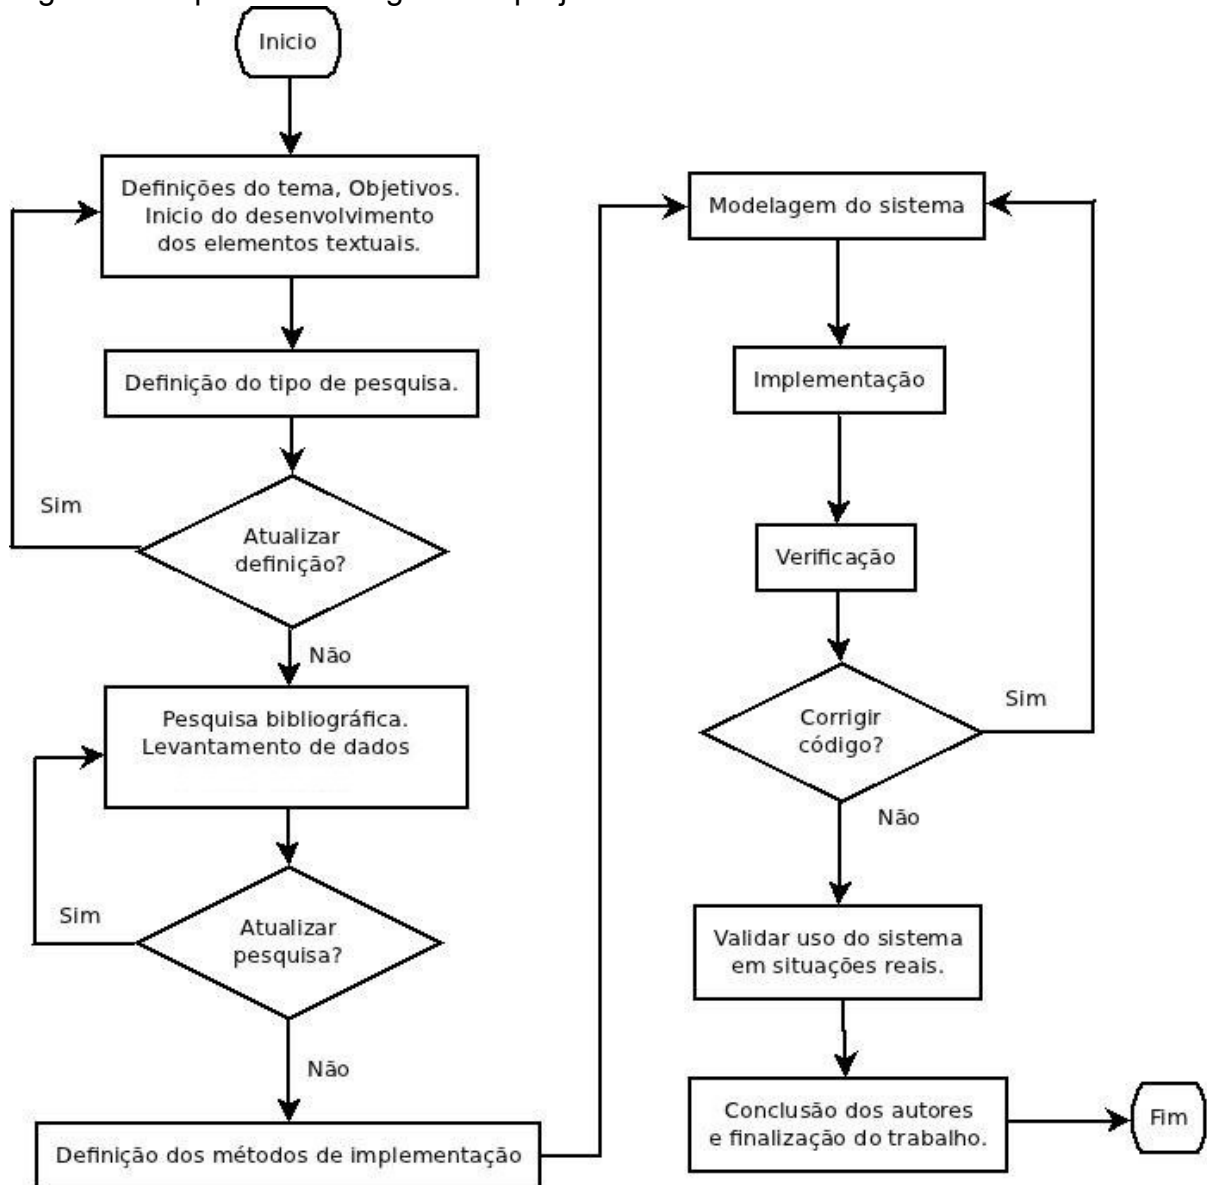 Inicio
Definições do tema, Objetivos.
Inicio do desenvolvimento
dos elementos textuais.
Definição do tipo de pesquisa.
Sim
Atualizar
definição?
Não
Pesquisa bibliográfica.
Levantamento de dados
Sim
Atualizar
pesquisa?
Não
Definição dos métodos de implementação
Modelagem do sistema
Implementação
Verificação
Corrigir
código?
Sim
Não
Validar uso do sistema
em situações reais.
Conclusão dos autores
e finalização do trabalho.
Fim